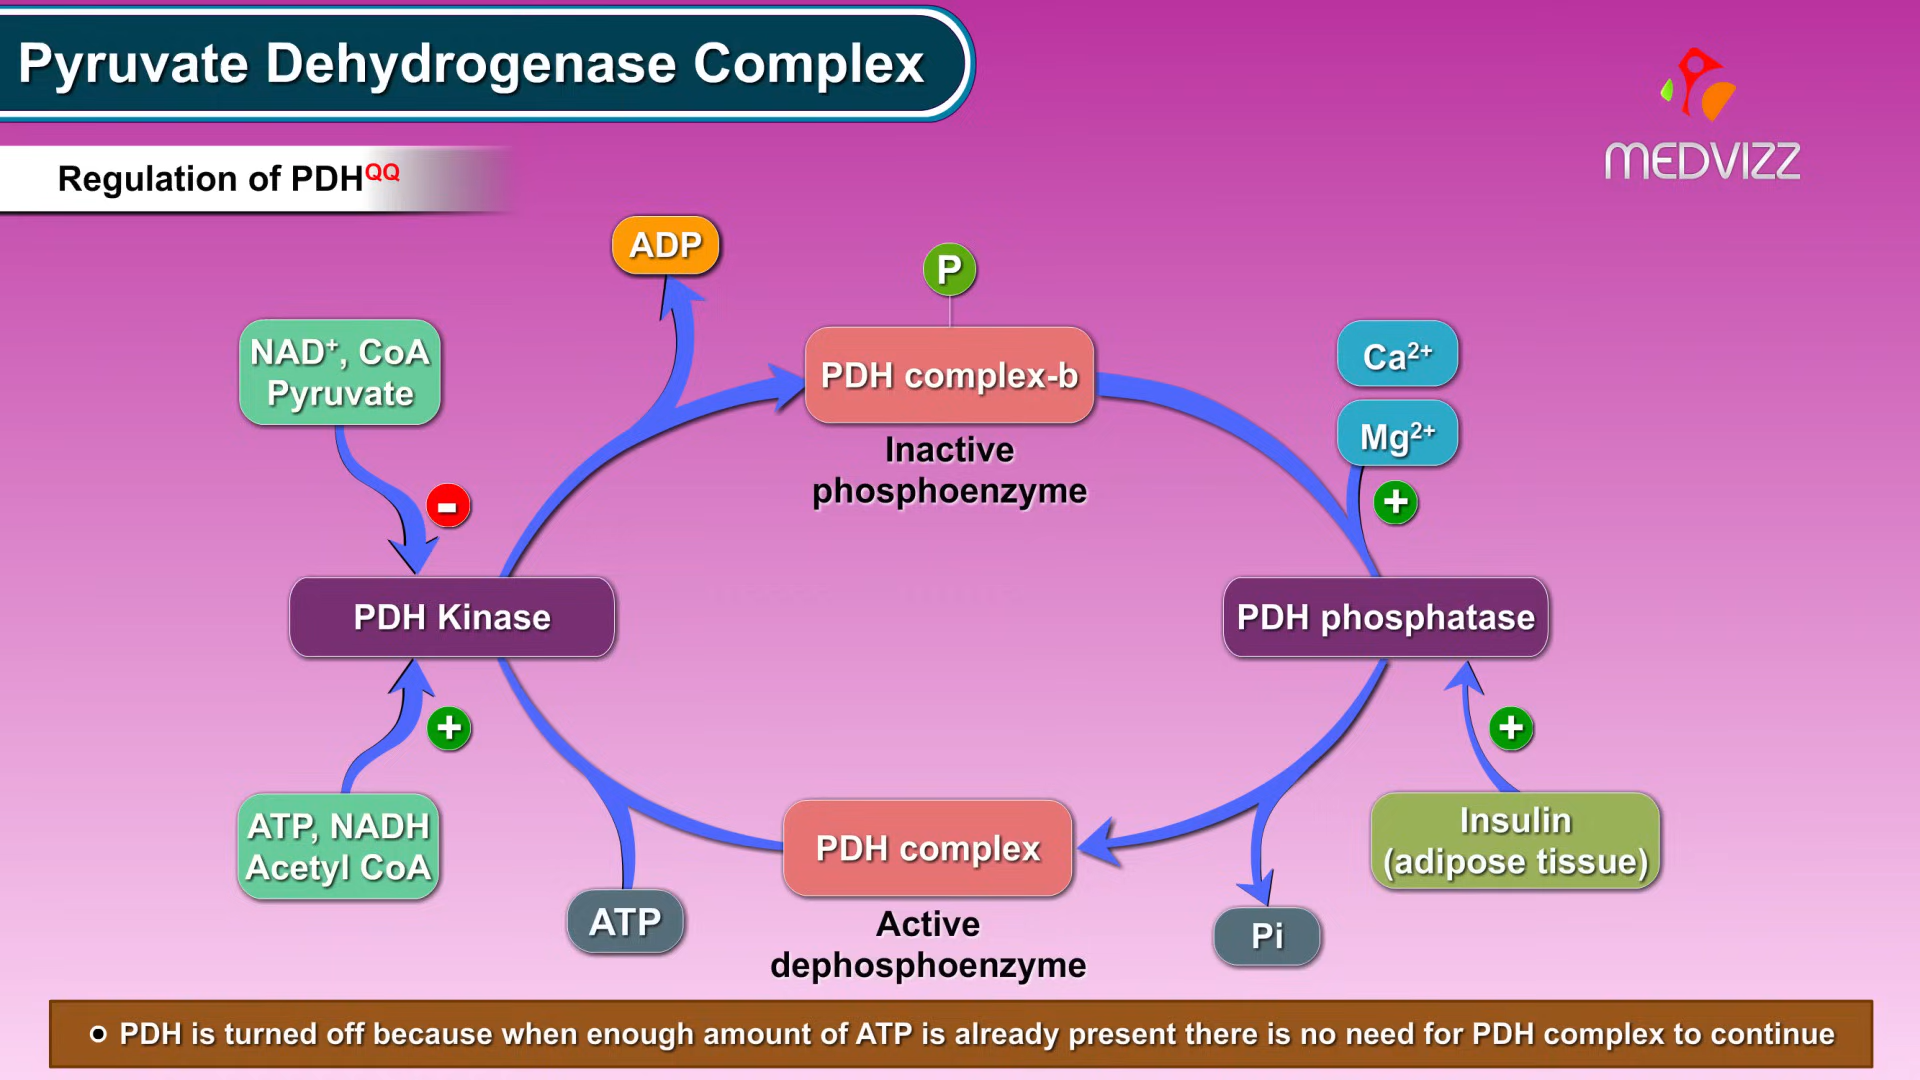 Pyruvate Dehydrogenase Complex
MEDVIZZ
Regulation of PDHQQ
ADP
P
NAD⁺, CoA
Pyruvate
PDH complex-b
Ca²⁺
Mg²⁺
Inactive
phosphoenzyme
-
+
PDH Kinase
PDH phosphatase
+
+
ATP, NADH
Acetyl CoA
PDH complex
Insulin
(adipose tissue)
ATP
Active
dephosphoenzyme
Pi
PDH is turned off because when enough amount of ATP is already present there is no need for PDH complex to continue